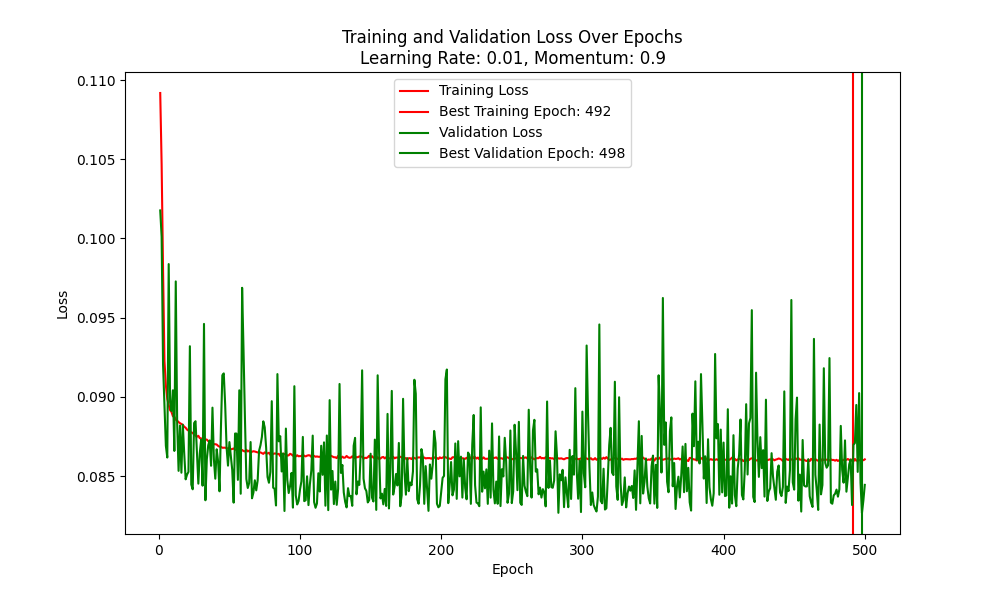 Training and Validation Loss Over Epochs
Learning Rate: 0.01, Momentum: 0.9
Training Loss
Best Training Epoch: 492
Validation Loss
Best Validation Epoch: 498
0.110
0.105
0.100
0.095
0.090
0.085
Loss
0
100
200
300
400
500
Epoch